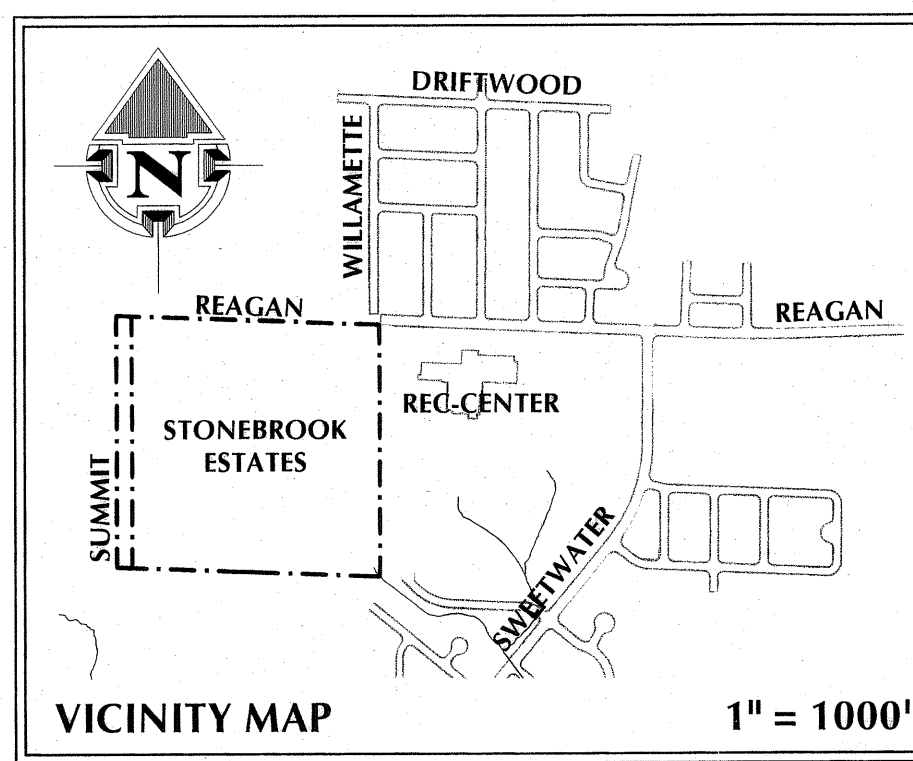 DRIFTWOOD
WILLAMETTE
N
REAGAN
REAGAN
REC-CENTER
STONEBROOK
ESTATES
SUMMIT
SWEETWATER
VICINITY MAP
1" = 1000'